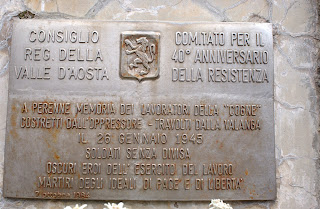 CONSIGLIO
REG. DELLA
VALLE D'AOSTA
COMITATO PER IL
40° ANNIVERSARIO
DELLA RESISTENZA
A PERENNE MEMORIA DEI LAVORATORI DELLA "COGNE"
COSTRETTI DALL'OPPRESSORE - TRAVOLTI DALLA VALANGA
IL 26 GENNAIO 1945
SOLDATI SENZA DIVISA
OSCURI EROI DELL'ESERCITO DEL LAVORO
MARTIRI DEGLI IDEALI DI PACE E DI LIBERTA'